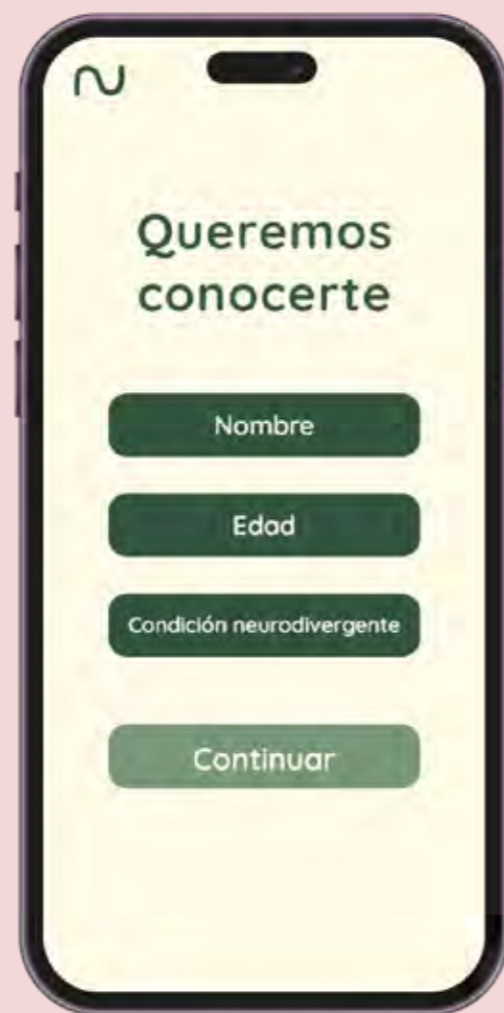 Queremos
conocerte
Nombre
Edad
Condición neurodivergente
Continuar